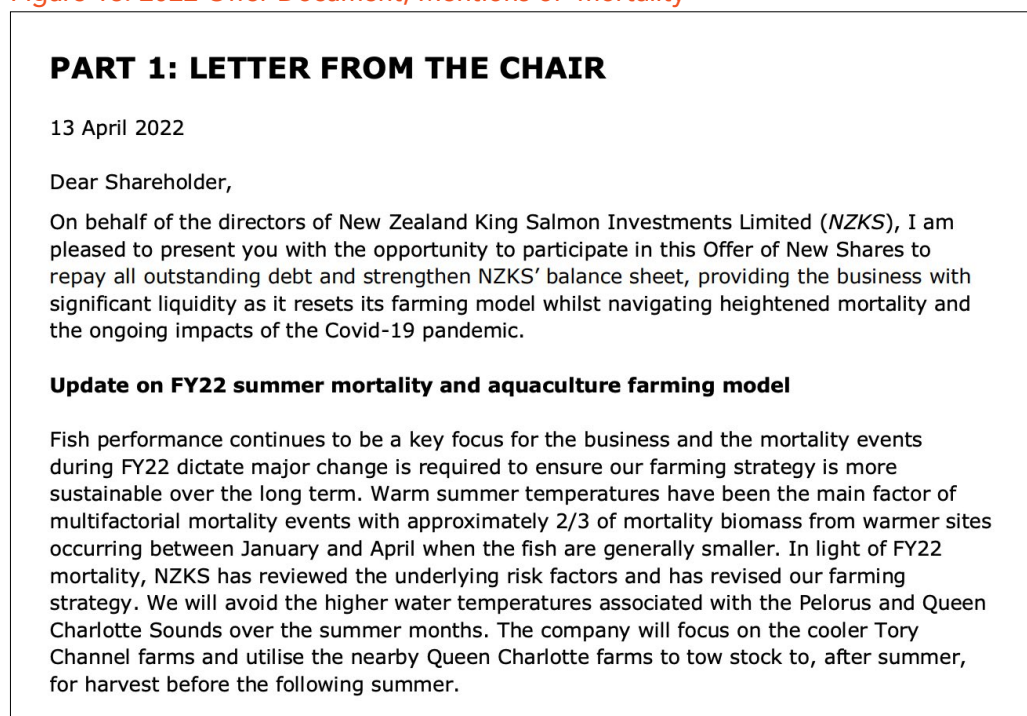 Figure 10: 2022 Offer Document, mentions of 'mortality'
PART 1: LETTER FROM THE CHAIR
13 April 2022
Dear Shareholder,
On behalf of the directors of New Zealand King Salmon Investments Limited (NZKS), I am
pleased to present you with the opportunity to participate in this Offer of New Shares to
repay all outstanding debt and strengthen NZKS’ balance sheet, providing the business with
significant liquidity as it resets its farming model whilst navigating heightened mortality and
the ongoing impacts of the Covid-19 pandemic.
Update on FY22 summer mortality and aquaculture farming model
Fish performance continues to be a key focus for the business and the mortality events
during FY22 dictate major change is required to ensure our farming strategy is more
sustainable over the long term. Warm summer temperatures have been the main factor of
multifactorial mortality events with approximately 2/3 of mortality biomass from warmer sites
occurring between January and April when the fish are generally smaller. In light of FY22
mortality, NZKS has reviewed the underlying risk factors and has revised our farming
strategy. We will avoid the higher water temperatures associated with the Pelorus and Queen
Charlotte Sounds over the summer months. The company will focus on the cooler Tory
Channel farms and utilise the nearby Queen Charlotte farms to tow stock to, after summer,
for harvest before the following summer.